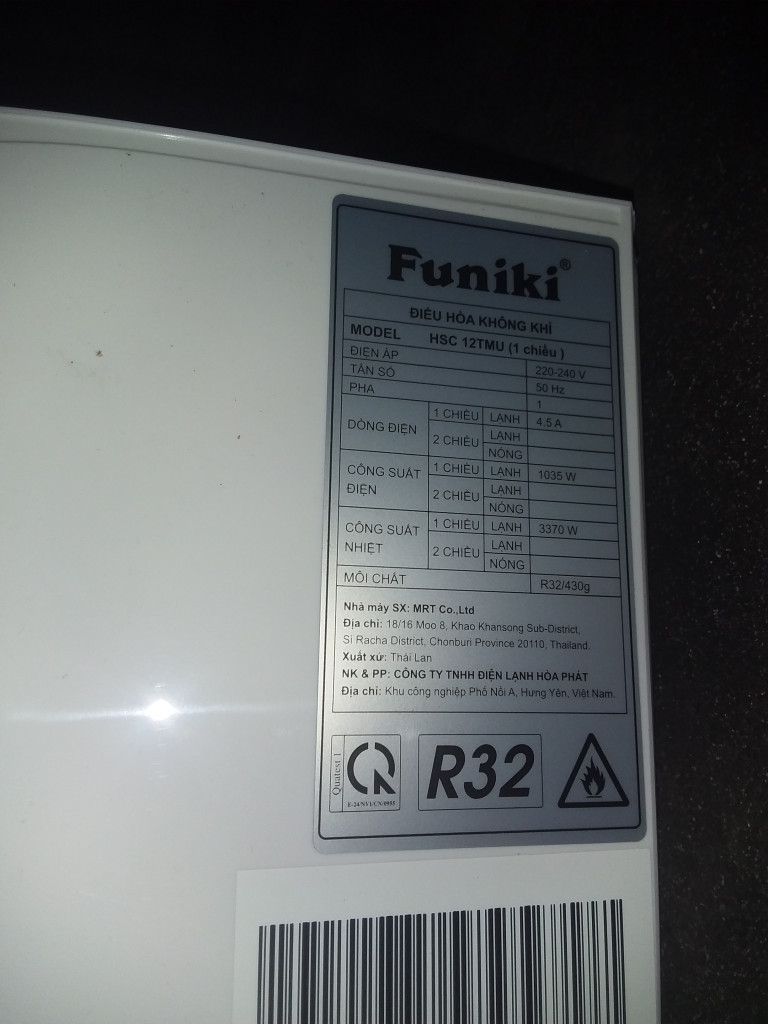 Funiki®
ĐIỀU HÒA KHÔNG KHÍ
MODEL HSC 12TMU (1 chiều )
ĐIỆN ÁP 220-240 V
TẦN SỐ 50 Hz
PHA 1
DÒNG ĐIỆN 1 CHIỀU LẠNH 4.5 A
2 CHIỀU LẠNH
NÓNG
CÔNG SUẤT ĐIỆN 1 CHIỀU LẠNH 1035 W
2 CHIỀU LẠNH
NÓNG
CÔNG SUẤT NHIỆT 1 CHIỀU LẠNH 3370 W
2 CHIỀU LẠNH
NÓNG
MÔI CHẤT R32/430g
Nhà máy SX: MRT Co.,Ltd
Địa chỉ: 18/16 Moo 8, Khao Khansong Sub-District,
Si Racha District, Chonburi Province 20110, Thailand.
Xuất xứ: Thái Lan
NK & PP: CÔNG TY TNHH ĐIỆN LẠNH HÒA PHÁT
Địa chỉ: Khu công nghiệp Phố Nối A, Hưng Yên, Việt Nam.
Quatest 1
R32